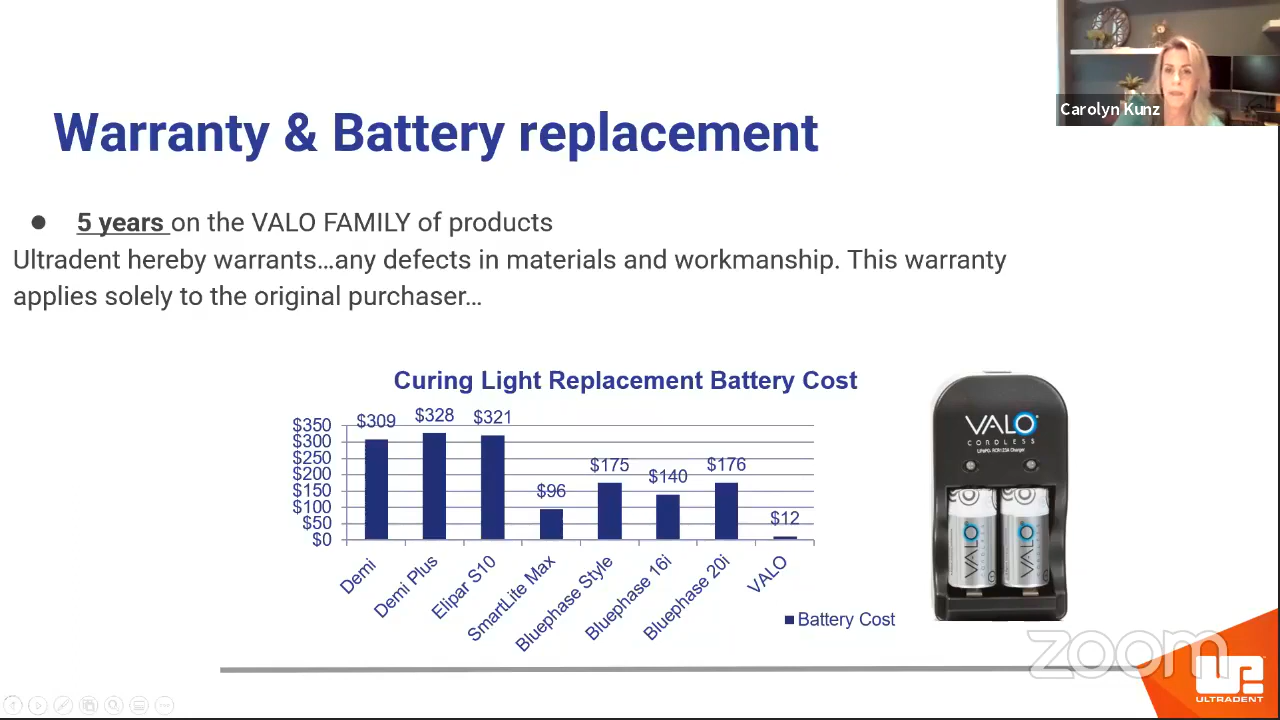 Carolyn Kunz
Warranty & Battery replacement
● 5 years on the VALO FAMILY of products
Ultradent hereby warrants…any defects in materials and workmanship. This warranty
applies solely to the original purchaser…
Curing Light Replacement Battery Cost
$350
$300
$250
$200
$150
$100
$50
$0
$309
$328
$321
$96
$175
$140
$176
$12
Demi
Demi Plus
Elipar S10
SmartLite Max
Bluephase Style
Bluephase 16i
Bluephase 20i
VALO
Battery Cost
VALO
CORDLESS
VALO
VALO
zoom
ULTRADENT